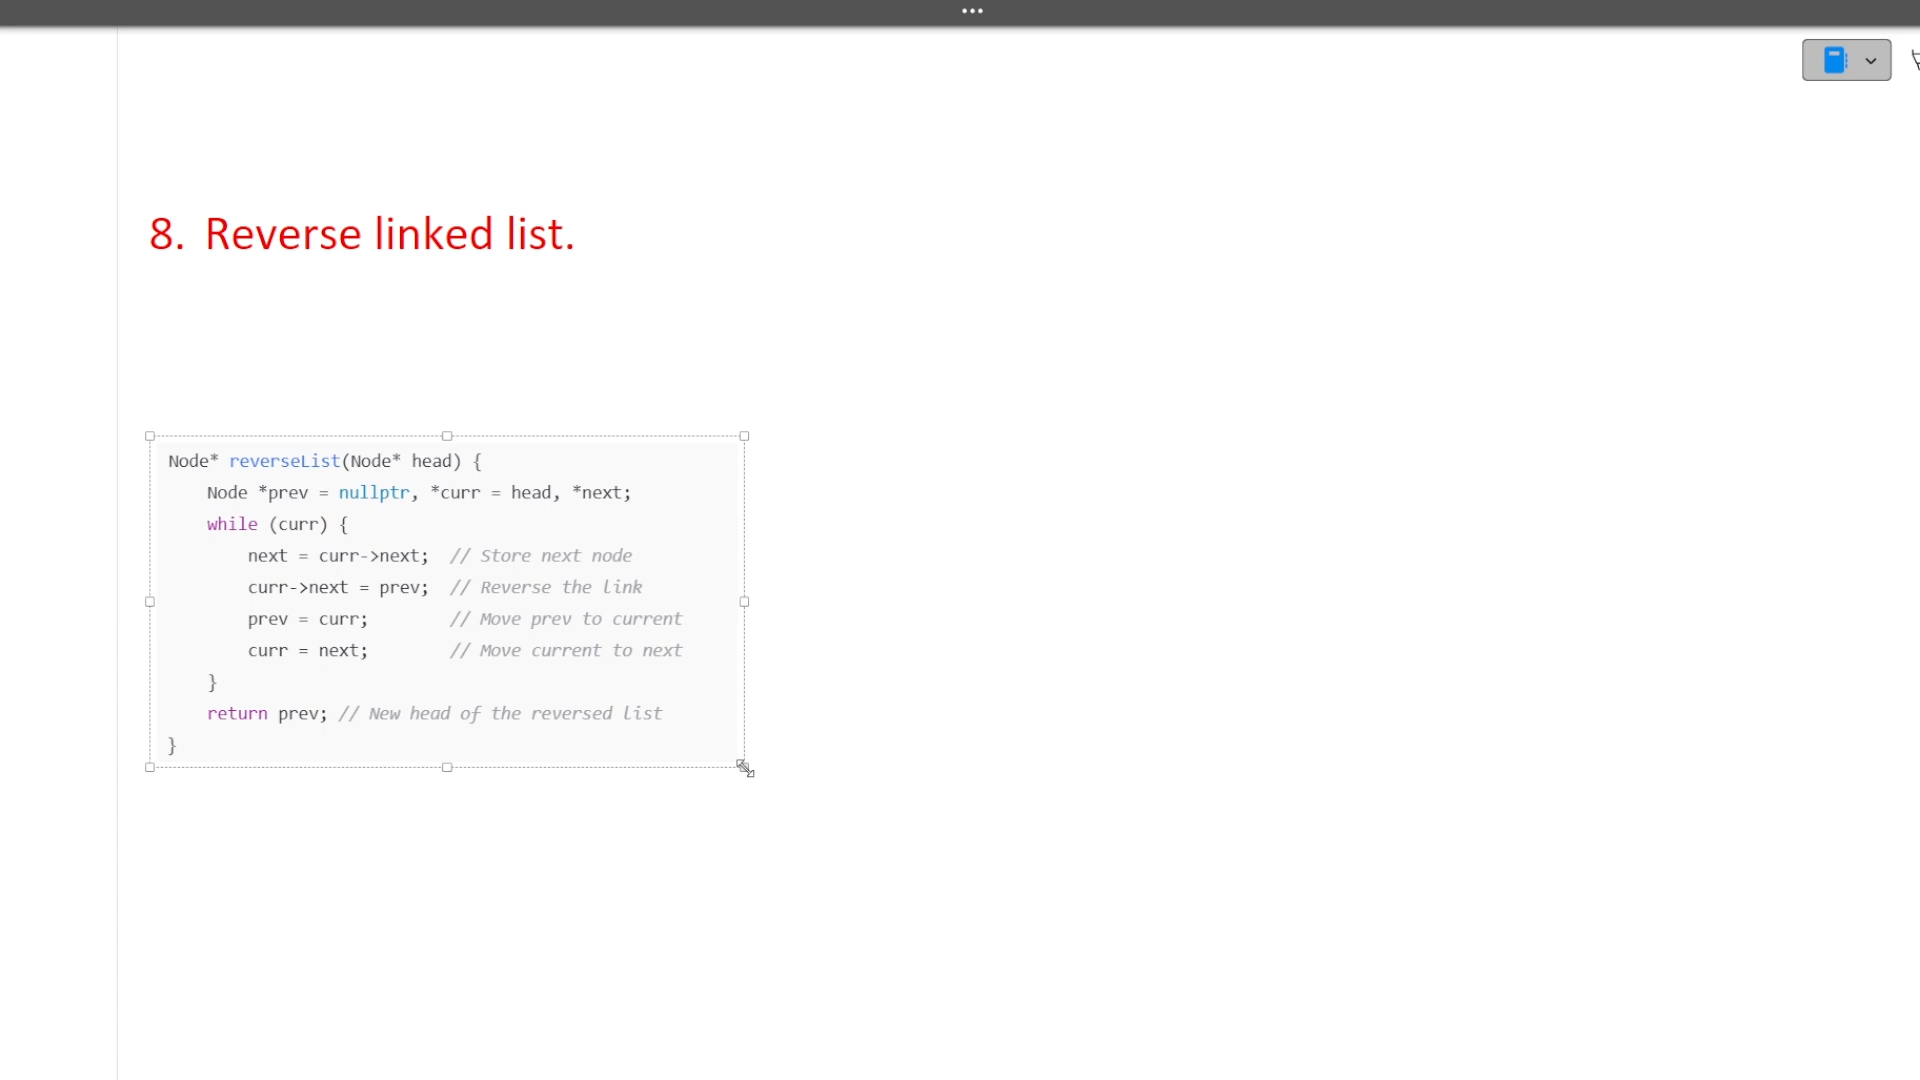 8. Reverse linked list.
Node* reverseList(Node* head) {
    Node *prev = nullptr, *curr = head, *next;
    while (curr) {
        next = curr->next;  // Store next node
        curr->next = prev;  // Reverse the link
        prev = curr;        // Move prev to current
        curr = next;        // Move current to next
    }
    return prev; // New head of the reversed list
}